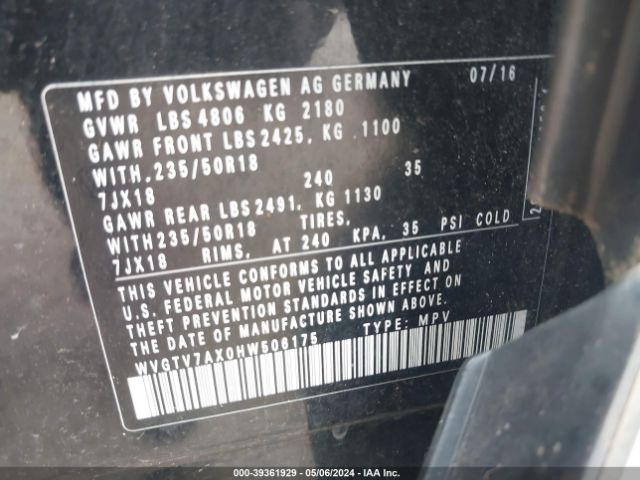 MFD BY VOLKSWAGEN AG GERMANY 07/16
GVWR LBS 4806 KG 2180
GAWR FRONT LBS 2425, KG 1100
WITH 235/50R18
7JX18 240 35
GAWR REAR LBS 2491, KG 1130
WITH 235/50R18 TIRES,
7JX18 RIMS, AT 240 KPA, 35 PSI COLD
THIS VEHICLE CONFORMS TO ALL APPLICABLE
U.S. FEDERAL MOTOR VEHICLE SAFETY AND
THEFT PREVENTION STANDARDS IN EFFECT ON
THE DATE OF MANUFACTURE SHOWN ABOVE.
WVGTV7AX0HW506175 TYPE: MPV
000-39361929 - 05/06/2024 - IAA Inc.